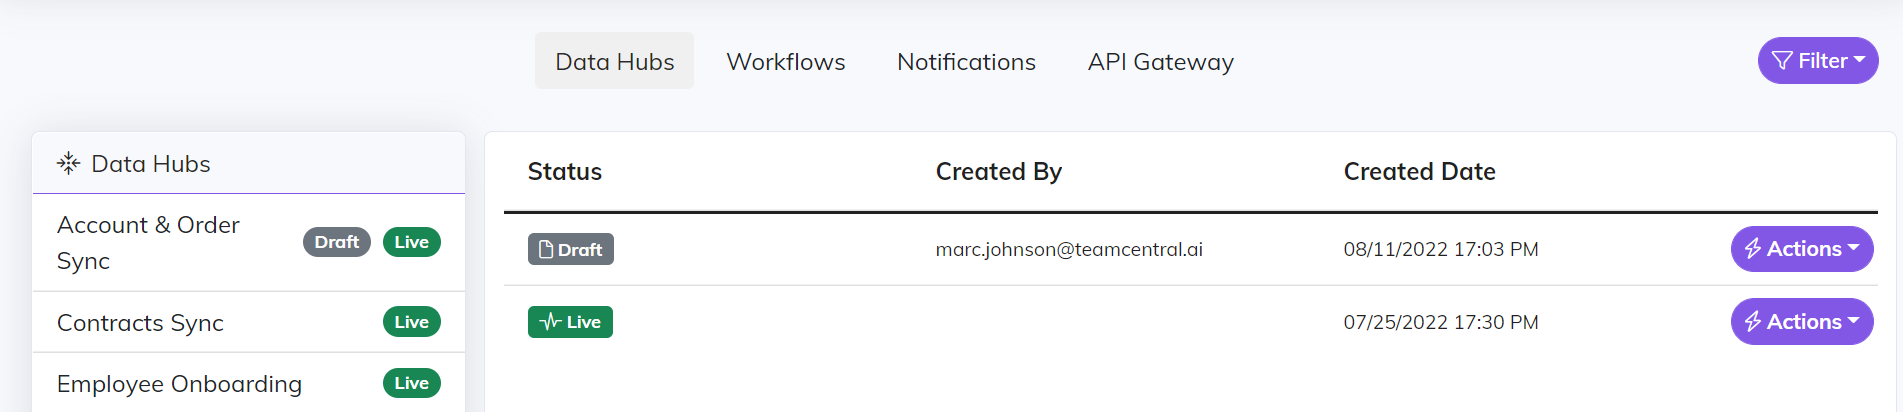 Data Hubs Workflows Notifications API Gateway Filter
Data Hubs
Account & Order
Sync
Draft Live
Contracts Sync Live
Employee Onboarding Live
Status Created By Created Date
Draft marc.johnson@teamcentral.ai 08/11/2022 17:03 PM Actions
Live 07/25/2022 17:30 PM Actions